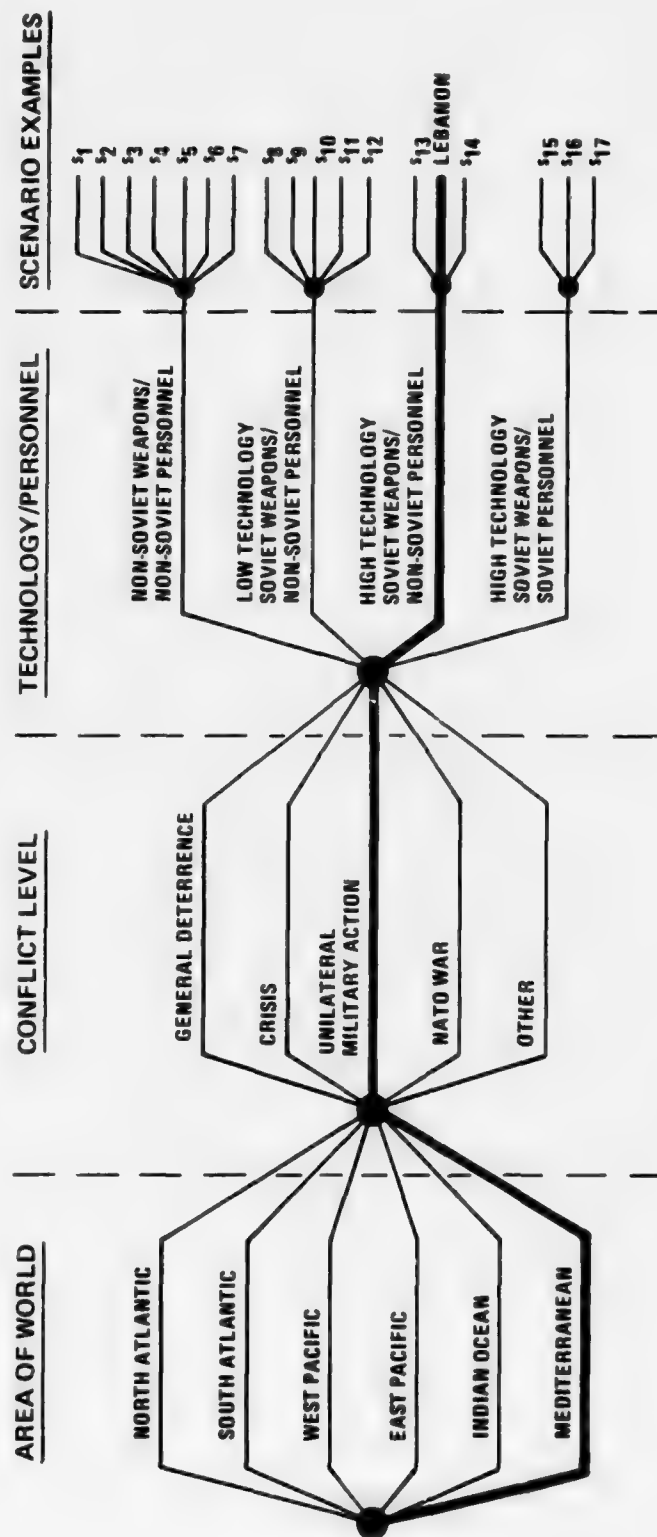 AREA OF WORLD
CONFLICT LEVEL
TECHNOLOGY/PERSONNEL
SCENARIO EXAMPLES
NORTH ATLANTIC
SOUTH ATLANTIC
WEST PACIFIC
EAST PACIFIC
INDIAN OCEAN
MEDITERRANEAN
GENERAL DETERRENCE
CRISIS
UNILATERAL
MILITARY ACTION
NATO WAR
OTHER
NON-SOVIET WEAPONS/
NON-SOVIET PERSONNEL
LOW TECHNOLOGY
SOVIET WEAPONS/
NON-SOVIET PERSONNEL
HIGH TECHNOLOGY
SOVIET WEAPONS/
NON-SOVIET PERSONNEL
HIGH TECHNOLOGY
SOVIET WEAPONS/
SOVIET PERSONNEL
S1
S2
S3
S4
S5
S6
S7
S8
S9
S10
S11
S12
S13
LEBANON
S14
S15
S16
S17